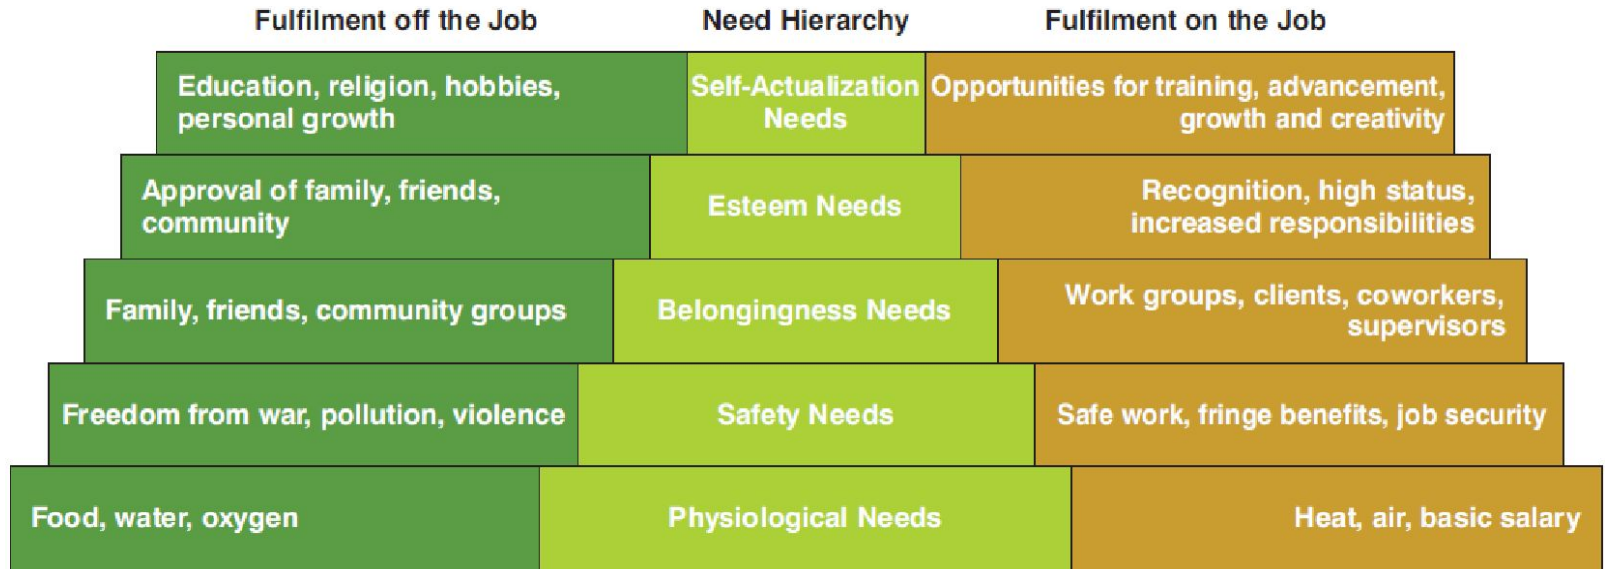 Fulfilment off the Job
Need Hierarchy
Fulfilment on the Job
Education, religion, hobbies,
personal growth
Self-Actualization
Needs
Opportunities for training, advancement,
growth and creativity
Approval of family, friends,
community
Esteem Needs
Recognition, high status,
increased responsibilities
Family, friends, community groups
Belongingness Needs
Work groups, clients, coworkers,
supervisors
Freedom from war, pollution, violence
Safety Needs
Safe work, fringe benefits, job security
Food, water, oxygen
Physiological Needs
Heat, air, basic salary